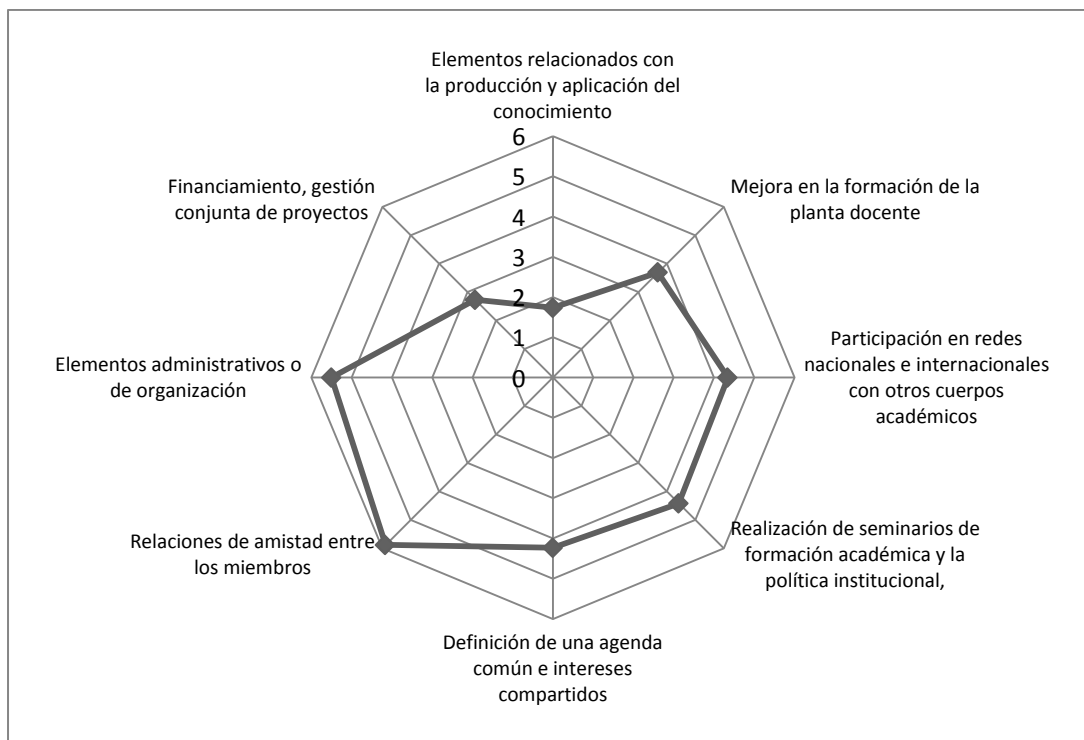 Elementos relacionados con
la producción y aplicación del
conocimiento
6
5
4
3
2
1
0
Mejora en la formación de la
planta docente
Participación en redes
nacionales e internacionales
con otros cuerpos
académicos
Realización de seminarios de
formación académica y la
política institucional,
Definición de una agenda
común e intereses
compartidos
Relaciones de amistad entre
los miembros
Elementos administrativos o
de organización
Financiamiento, gestión
conjunta de proyectos